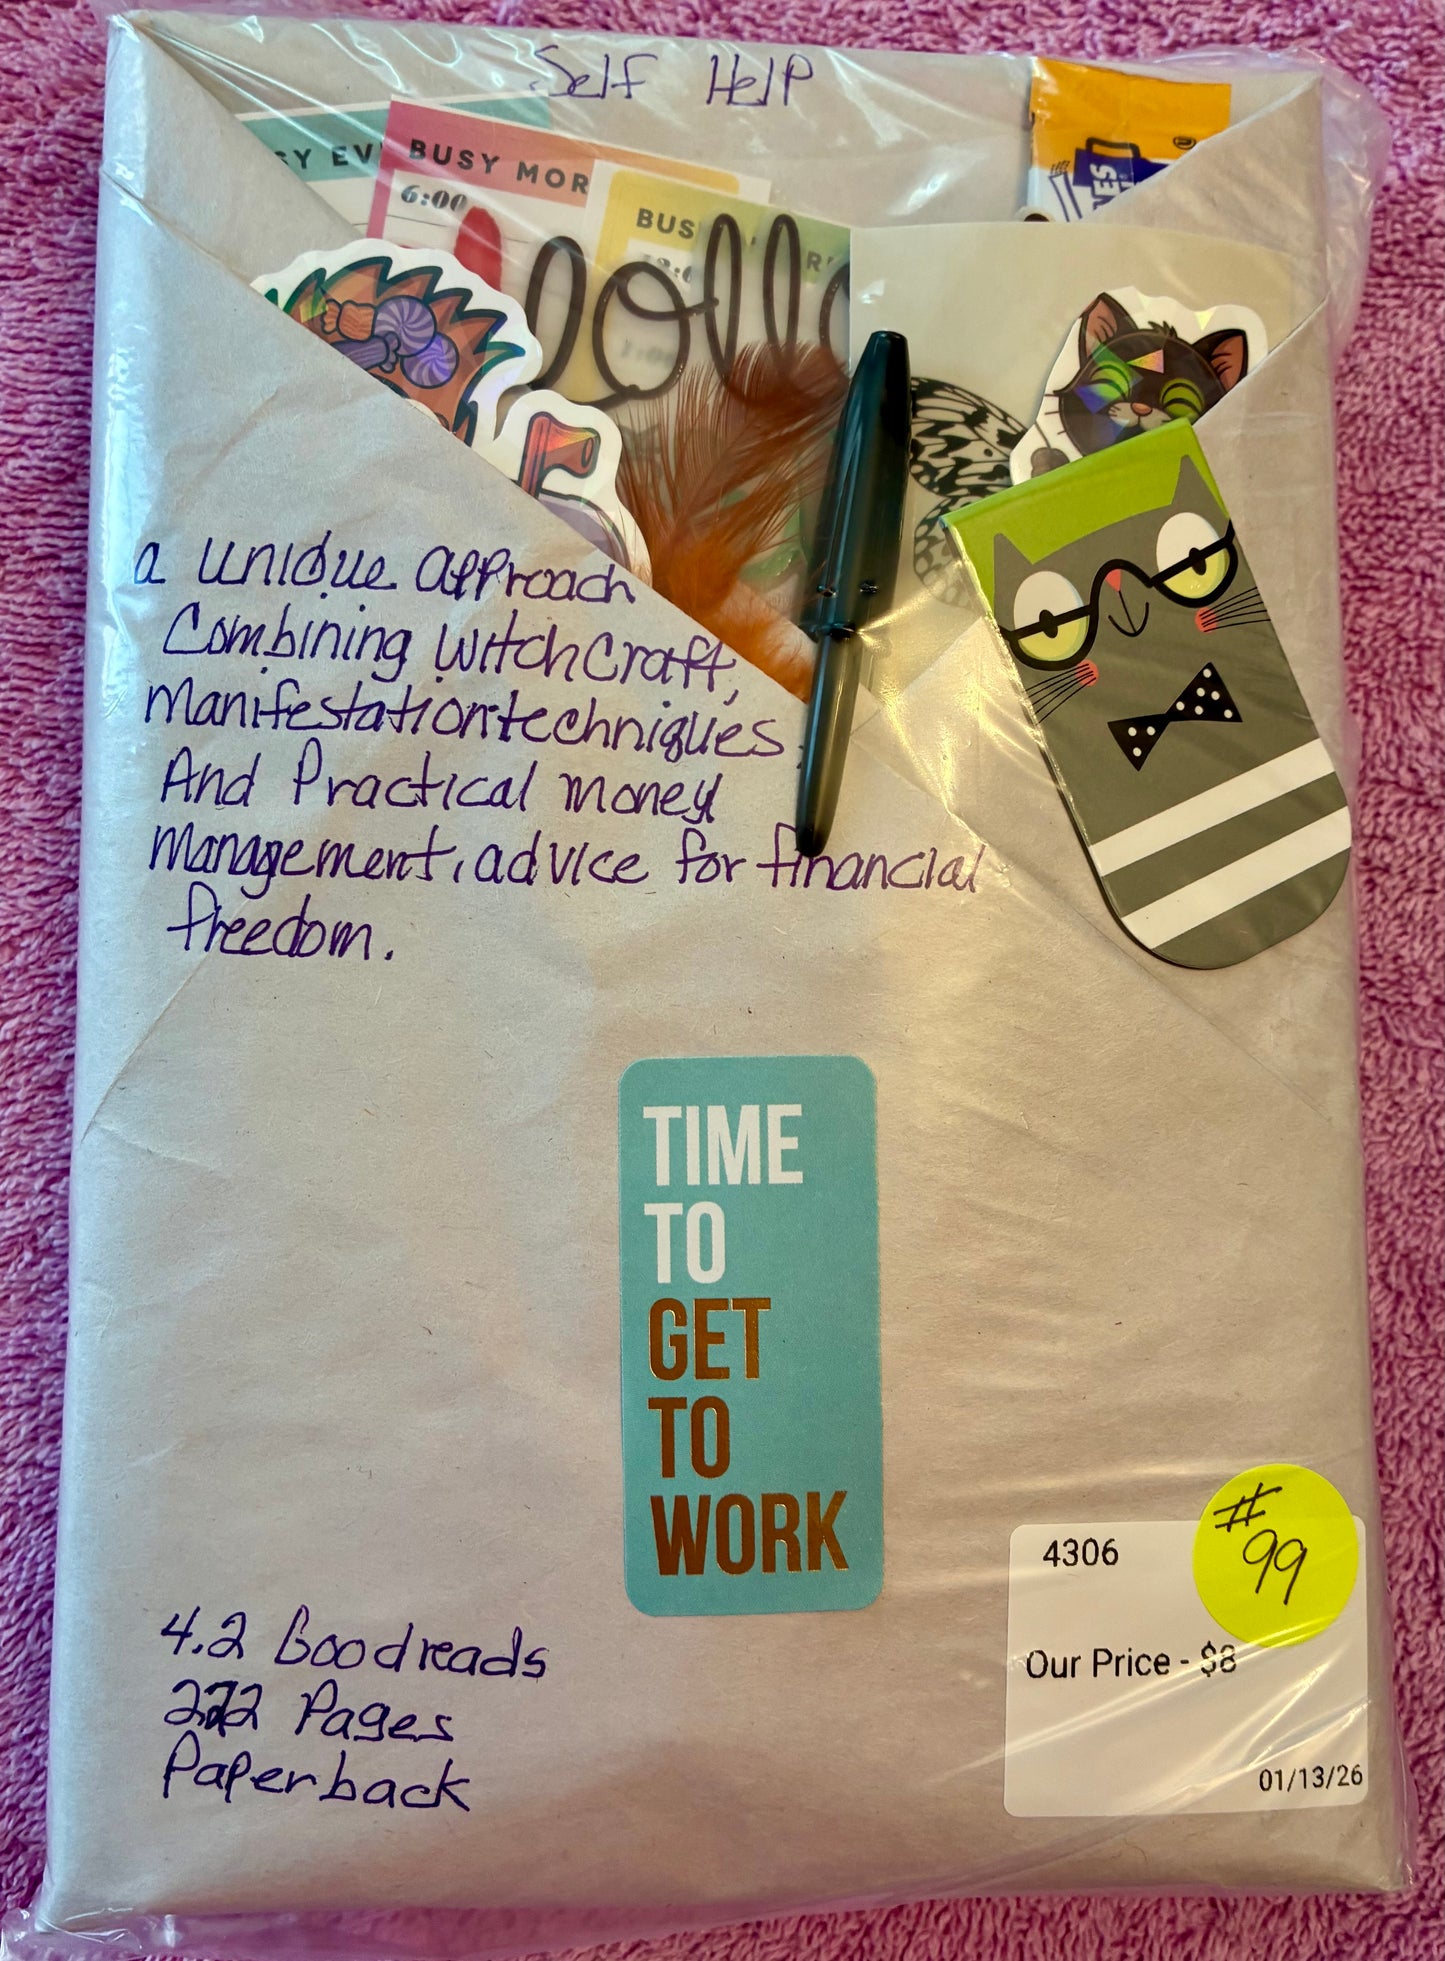 Self Help
BUSY MOR
6:00
BUS
a unique approach
Combining witchcraft,
Manifestation techniques,
And Practical money
Management, advice for financial
freedom.
TIME
TO
GET
TO
WORK
#99
4306
Our Price - $8
01/13/26
4.2 Goodreads
222 Pages
Paperback